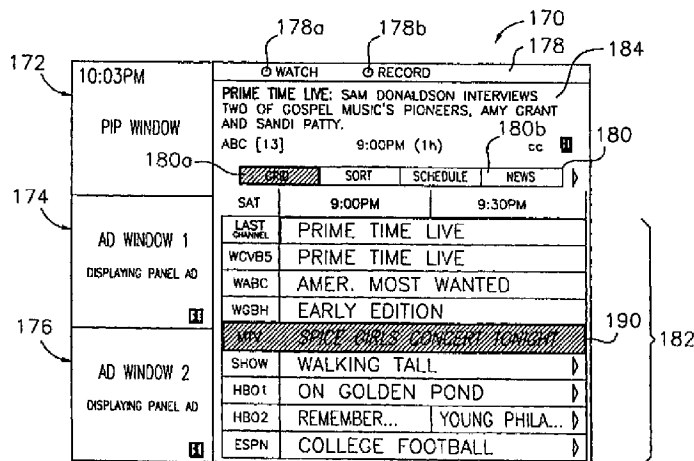 178a 178b 170
172 178 184
10:03PM
PIP WINDOW
WATCH RECORD
PRIME TIME LIVE: SAM DONALDSON INTERVIEWS
TWO OF GOSPEL MUSIC'S PIONEERS, AMY GRANT
AND SANDI PATTY.
180b 180
ABC [13] 9:00PM (1h) CC
180a
GRID SORT SCHEDULE NEWS
174
AD WINDOW 1
DISPLAYING PANEL AD
176
AD WINDOW 2
DISPLAYING PANEL AD
SAT 9:00PM 9:30PM
LAST CHANNEL PRIME TIME LIVE
WCVB5 PRIME TIME LIVE
WABC AMER. MOST WANTED
WGBH EARLY EDITION
MTV SPICE GIRLS CONCERT TONIGHT 190
182
SHOW WALKING TALL
HBO1 ON GOLDEN POND
HBO2 REMEMBER... YOUNG PHILA...
ESPN COLLEGE FOOTBALL